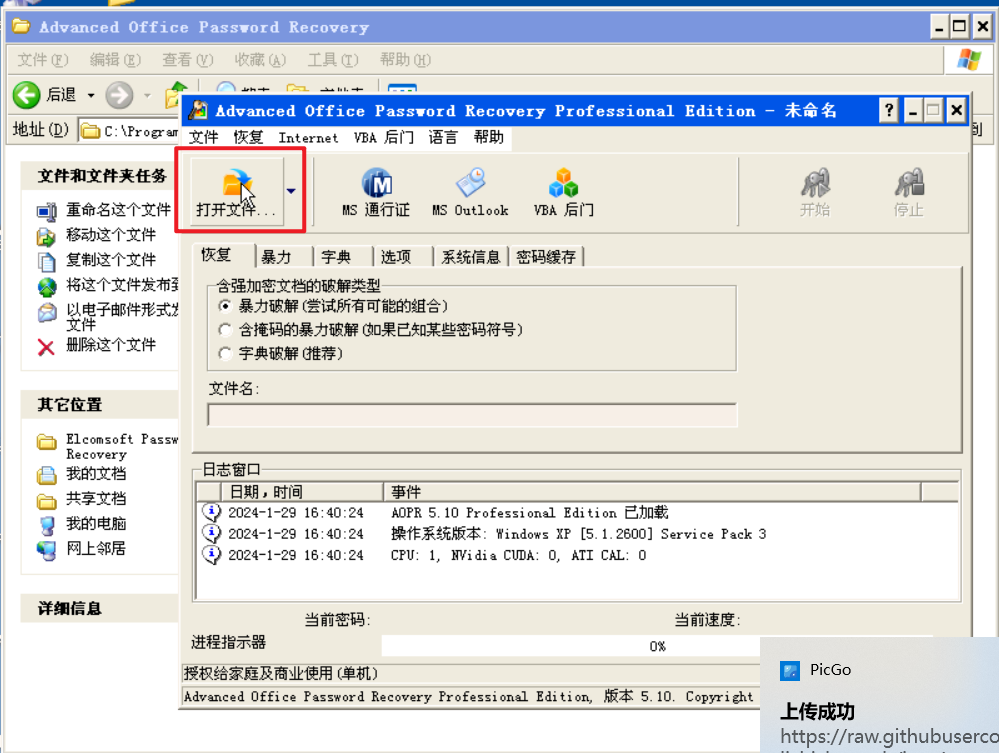 Advanced Office Password Recovery
文件(F) 编辑(E) 查看(V) 收藏(A) 工具(T) 帮助(H)
后退
地址(D) C:\Program
文件和文件夹任务
重命名这个文件
移动这个文件
复制这个文件
将这个文件发布到
以电子邮件形式发
文件
删除这个文件
其它位置
Elcomsoft Passw
Recovery
我的文档
共享文档
我的电脑
网上邻居
详细信息
Advanced Office Password Recovery Professional Edition - 未命名
文件 恢复 Internet VBA 后门 语言 帮助
打开文件... MS 通行证 MS Outlook VBA 后门 开始 停止
恢复 暴力 字典 选项 系统信息 密码缓存
含强加密文档的破解类型
暴力破解(尝试所有可能的组合)
含掩码的暴力破解(如果已知某些密码符号)
字典破解(推荐)
文件名:
日志窗口
日期,时间 事件
2024-1-29 16:40:24 AOPR 5.10 Professional Edition 已加载
2024-1-29 16:40:24 操作系统版本: Windows XP [5.1.2600] Service Pack 3
2024-1-29 16:40:24 CPU: 1, NVidia CUDA: 0, ATI CAL: 0
当前密码: 当前速度:
进程指示器 0%
授权给家庭及商业使用(单机)
Advanced Office Password Recovery Professional Edition, 版本 5.10. Copyright
PicGo
上传成功
https://raw.githubuserco